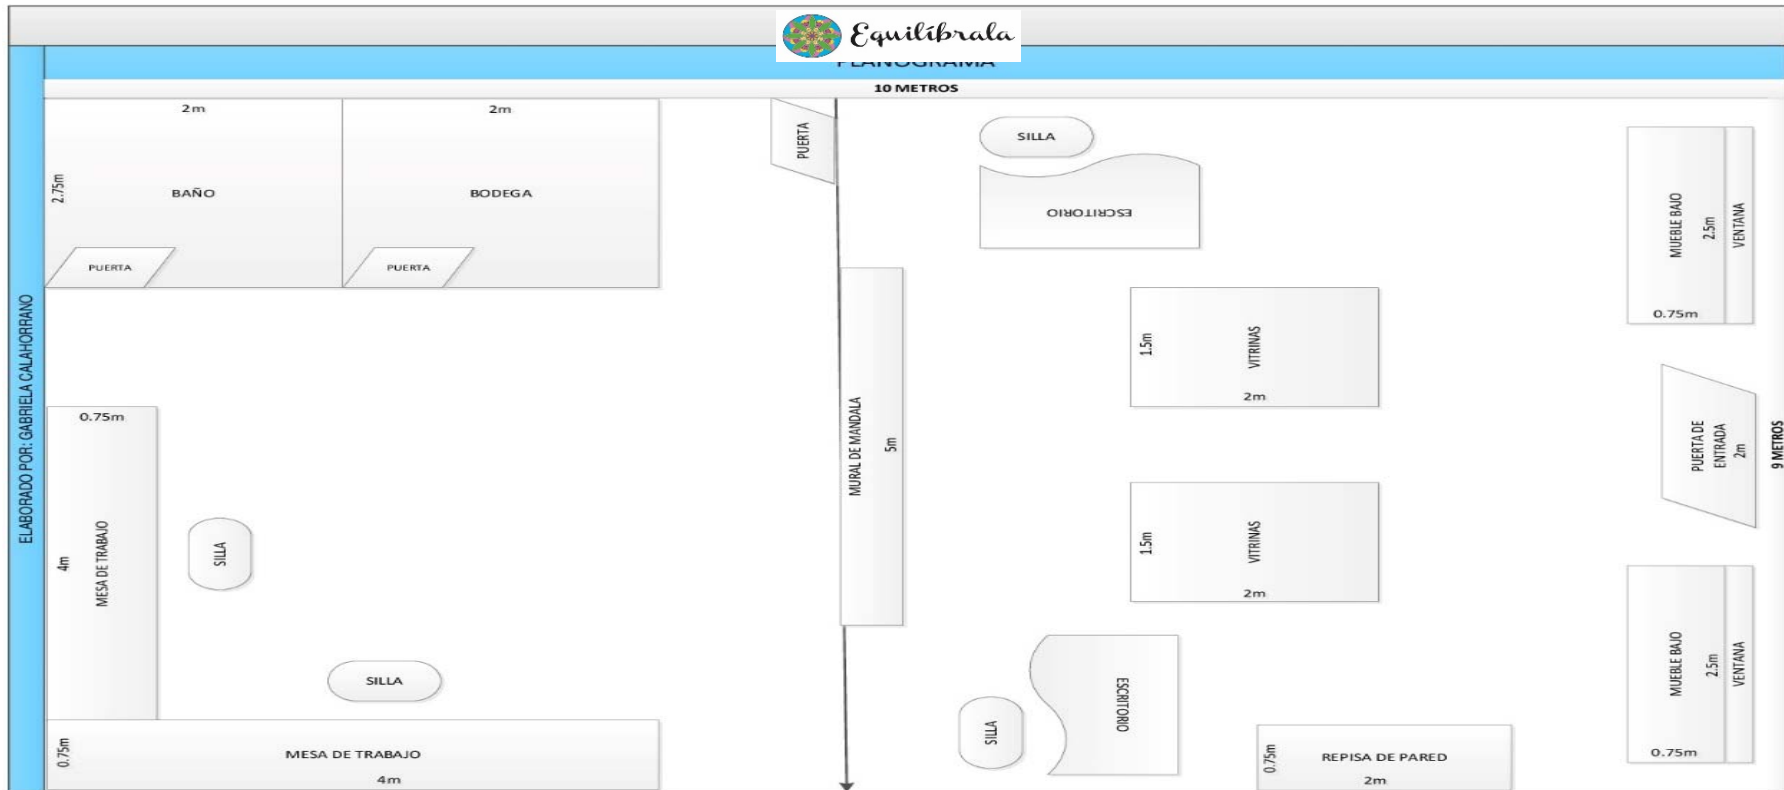 Equilíbrala
PLANOGRAMA
10 METROS
2m
2m
2.75m
BAÑO
BODEGA
PUERTA
PUERTA
PUERTA
SILLA
ESCRITORIO
MUEBLE BAJO
2.5m
VENTANA
0.75m
ELABORADO POR: GABRIELA CALAHORRANO
0.75m
4m
MESA DE TRABAJO
SILLA
SILLA
0.75m
MESA DE TRABAJO
4m
MURAL DE MANDALA
5m
1.5m
VITRINAS
2m
1.5m
VITRINAS
2m
PUERTA DE
ENTRADA
2m
9 METROS
SILLA
ESCRITORIO
0.75m
REPISA DE PARED
2m
MUEBLE BAJO
2.5m
VENTANA
0.75m